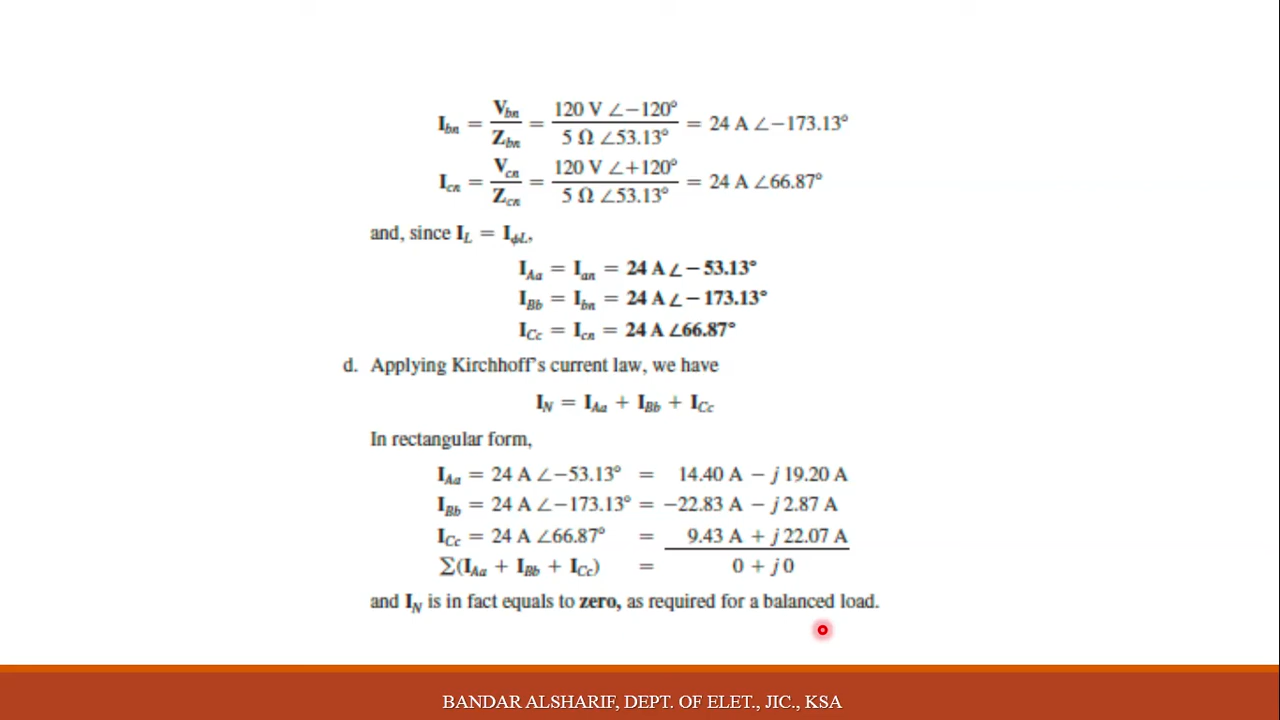 I_bn = V_bn / Z_bn = 120 V ∠−120° / 5 Ω ∠53.13° = 24 A ∠−173.13°
I_cn = V_cn / Z_cn = 120 V ∠+120° / 5 Ω ∠53.13° = 24 A ∠66.87°
and, since I_L = I_ϕL,
I_Aa = I_an = 24 A ∠−53.13°
I_Bb = I_bn = 24 A ∠−173.13°
I_Cc = I_cn = 24 A ∠66.87°
d. Applying Kirchhoff's current law, we have
I_N = I_Aa + I_Bb + I_Cc
In rectangular form,
I_Aa = 24 A ∠−53.13° = 14.40 A − j 19.20 A
I_Bb = 24 A ∠−173.13° = −22.83 A − j 2.87 A
I_Cc = 24 A ∠66.87° = 9.43 A + j 22.07 A
Σ(I_Aa + I_Bb + I_Cc) = 0 + j 0
and I_N is in fact equals to zero, as required for a balanced load.
BANDAR ALSHARIF, DEPT. OF ELET., JIC., KSA